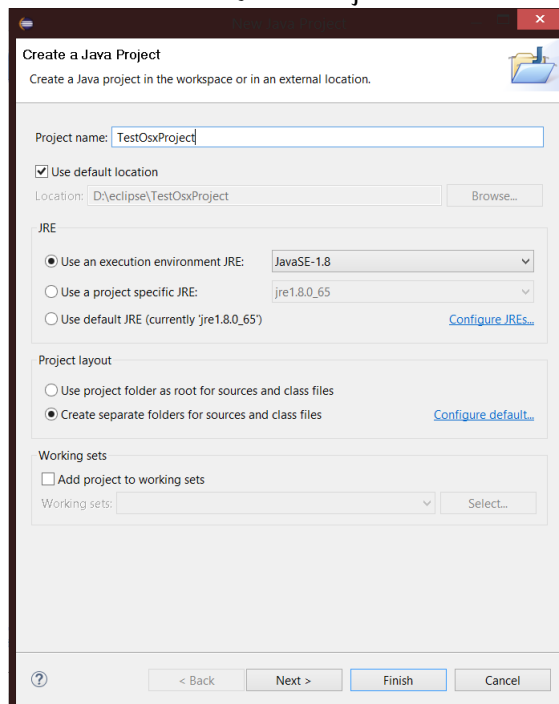 New Java Project
Create a Java Project
Create a Java project in the workspace or in an external location.
Project name: TestOsxProject
Use default location
Location: D:\eclipse\TestOsxProject Browse...
JRE
Use an execution environment JRE: JavaSE-1.8
Use a project specific JRE: jre1.8.0_65
Use default JRE (currently 'jre1.8.0_65') Configure JREs...
Project layout
Use project folder as root for sources and class files
Create separate folders for sources and class files Configure default...
Working sets
Add project to working sets
Working sets: Select...
< Back Next > Finish Cancel